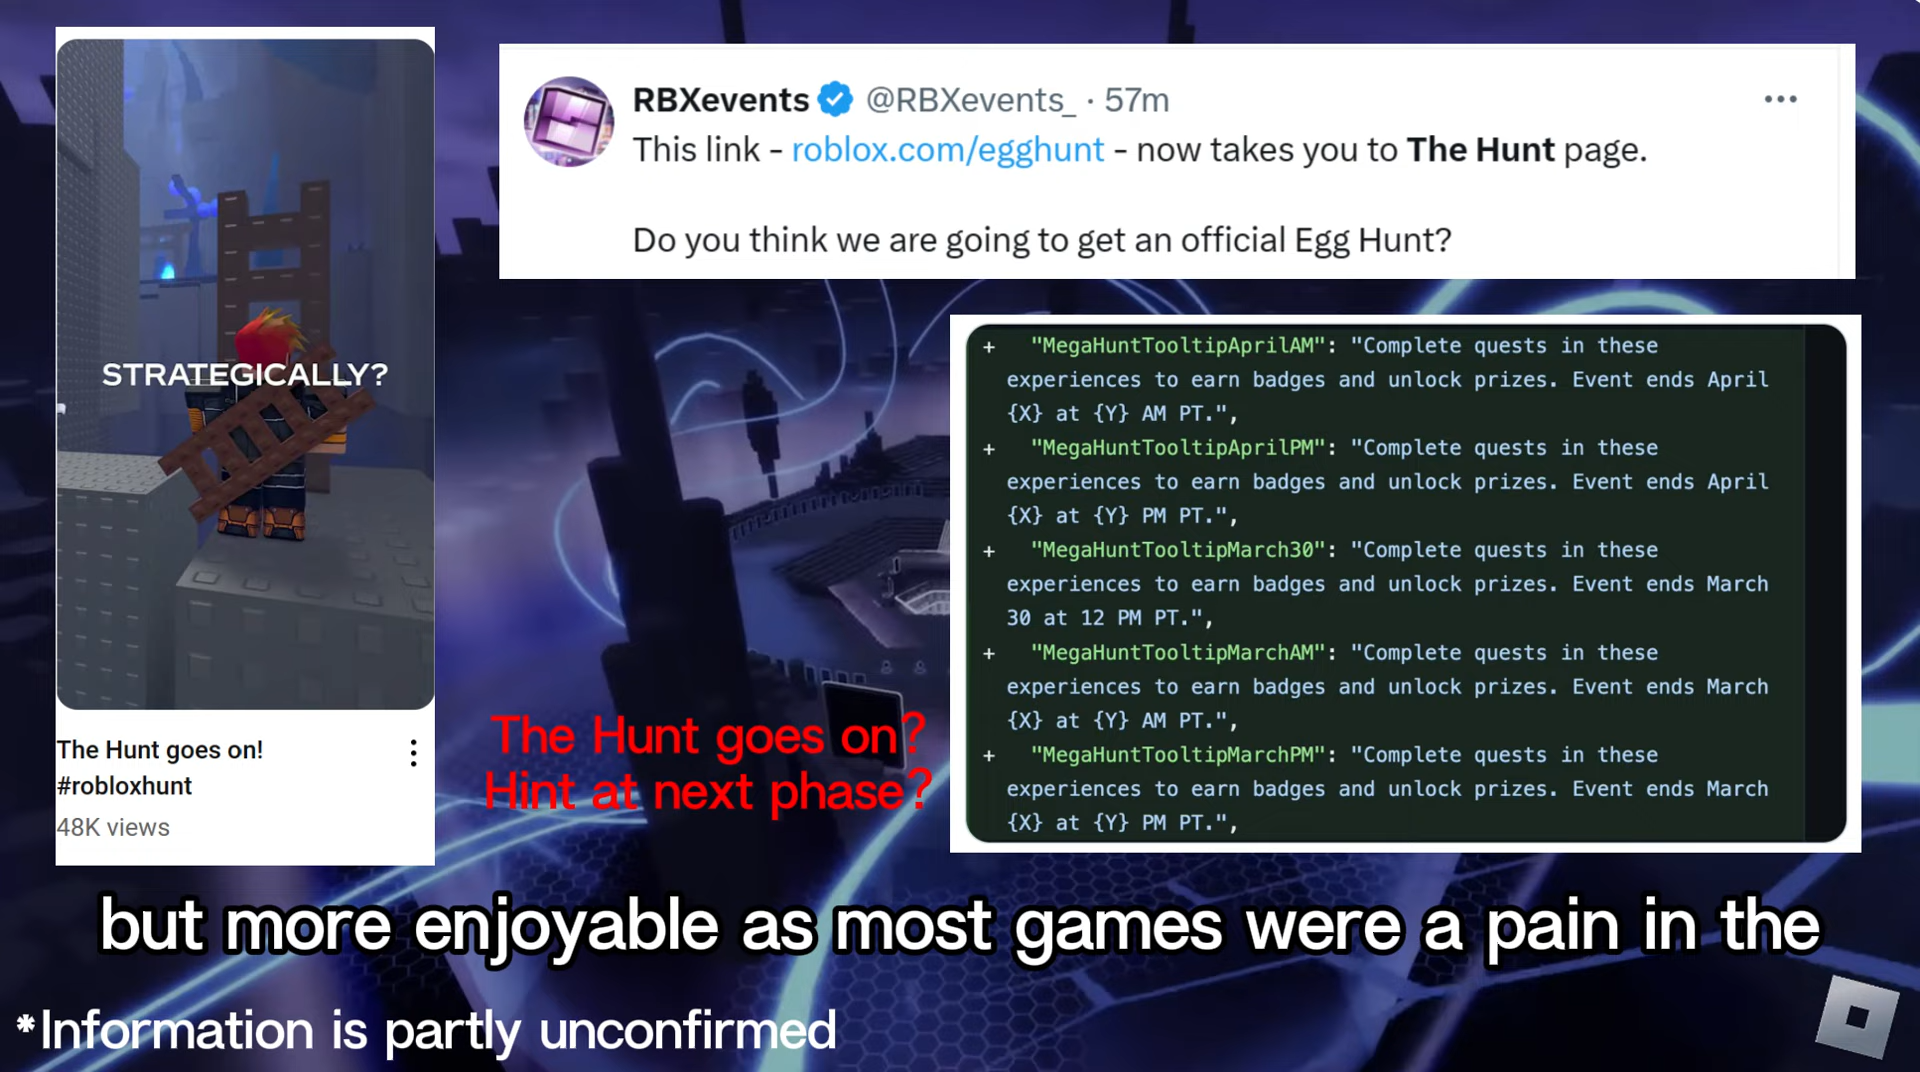 STRATEGICALLY?
The Hunt goes on!
#robloxhunt
48K views
RBXevents @RBXevents_ · 57m
This link - roblox.com/egghunt - now takes you to The Hunt page.
Do you think we are going to get an official Egg Hunt?
+ "MegaHuntTooltipAprilAM": "Complete quests in these
experiences to earn badges and unlock prizes. Event ends April
{X} at {Y} AM PT.",
+ "MegaHuntTooltipAprilPM": "Complete quests in these
experiences to earn badges and unlock prizes. Event ends April
{X} at {Y} PM PT.",
+ "MegaHuntTooltipMarch30": "Complete quests in these
experiences to earn badges and unlock prizes. Event ends March
30 at 12 PM PT.",
+ "MegaHuntTooltipMarchAM": "Complete quests in these
experiences to earn badges and unlock prizes. Event ends March
{X} at {Y} AM PT.",
+ "MegaHuntTooltipMarchPM": "Complete quests in these
experiences to earn badges and unlock prizes. Event ends March
{X} at {Y} PM PT.",
The Hunt goes on?
Hint at next phase?
but more enjoyable as most games were a pain in the
*Information is partly unconfirmed